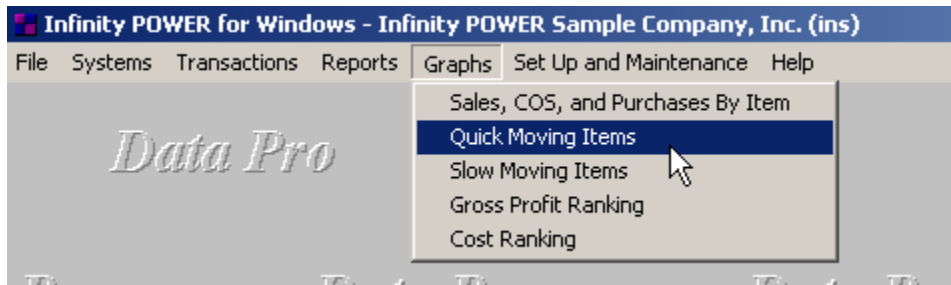 Infinity POWER for Windows - Infinity POWER Sample Company, Inc. (ins)
File Systems Transactions Reports Graphs Set Up and Maintenance Help
Sales, COS, and Purchases By Item
Data Pro
Quick Moving Items
Slow Moving Items
Gross Profit Ranking
Cost Ranking